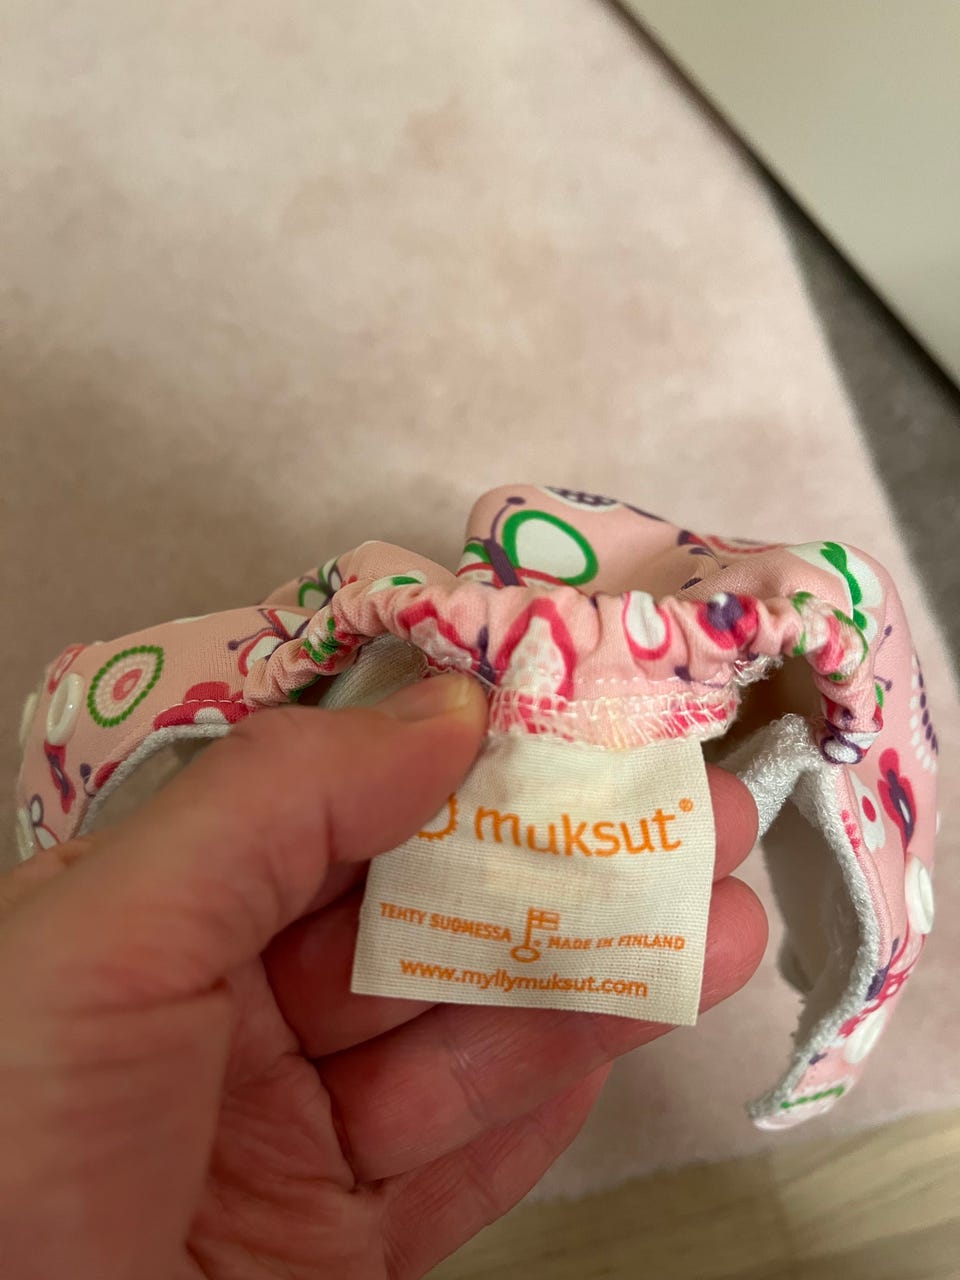 muksut®
TEHTY SUOMESSA MADE IN FINLAND
www.myllymuksut.com